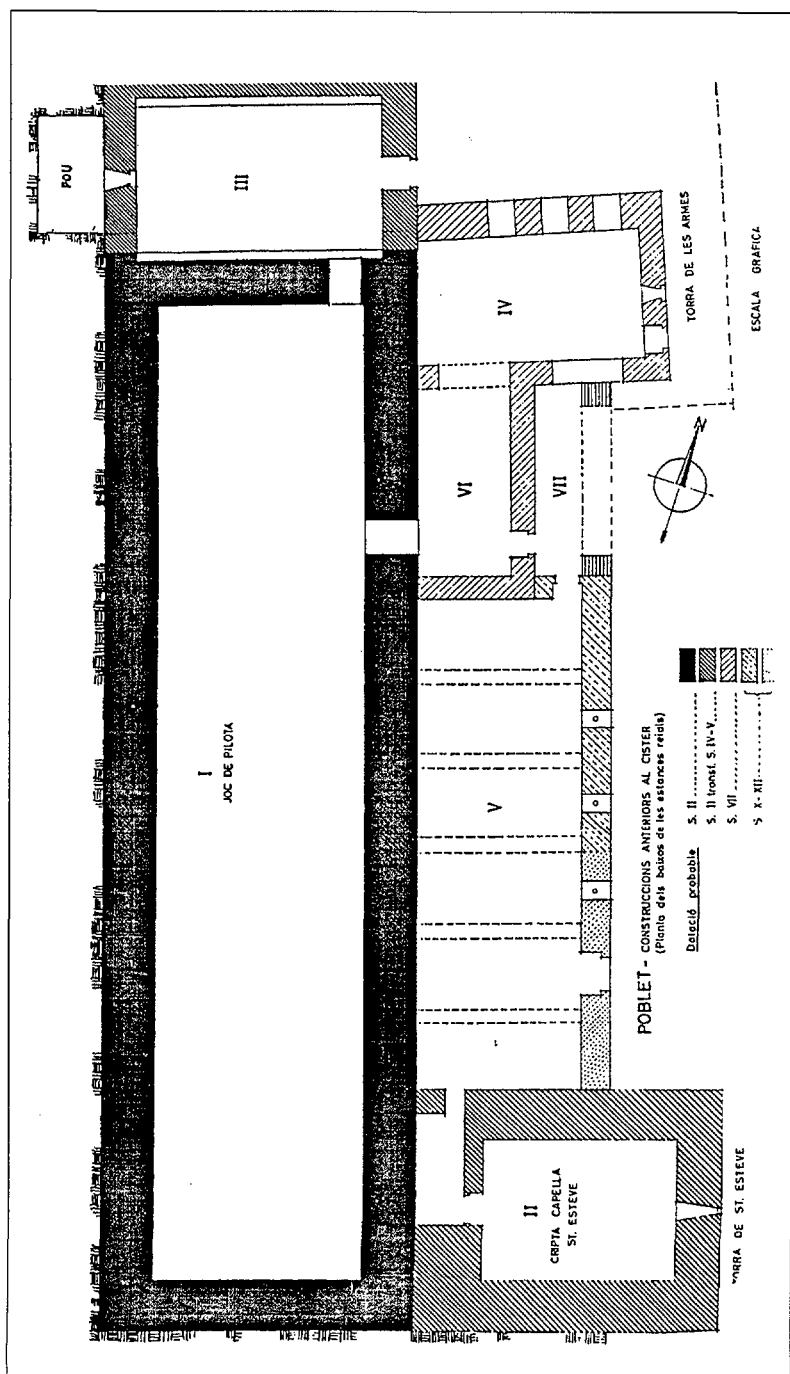 POU
III
IV
TORRA DE LES ARMES
ESCALA GRAFICA
VI
VII
N
I
JOC DE PILOTA
V
II
CRIPTA CAPELLA
ST. ESTEVE
TORRA DE ST. ESTEVE
POBLET - CONSTRUCCIONS ANTERIORS AL CISTER
(Planta dels baixos de les estances reials)
Datació probable
S. II
S. II transf. S. IV-V
S. VII
S X-XII